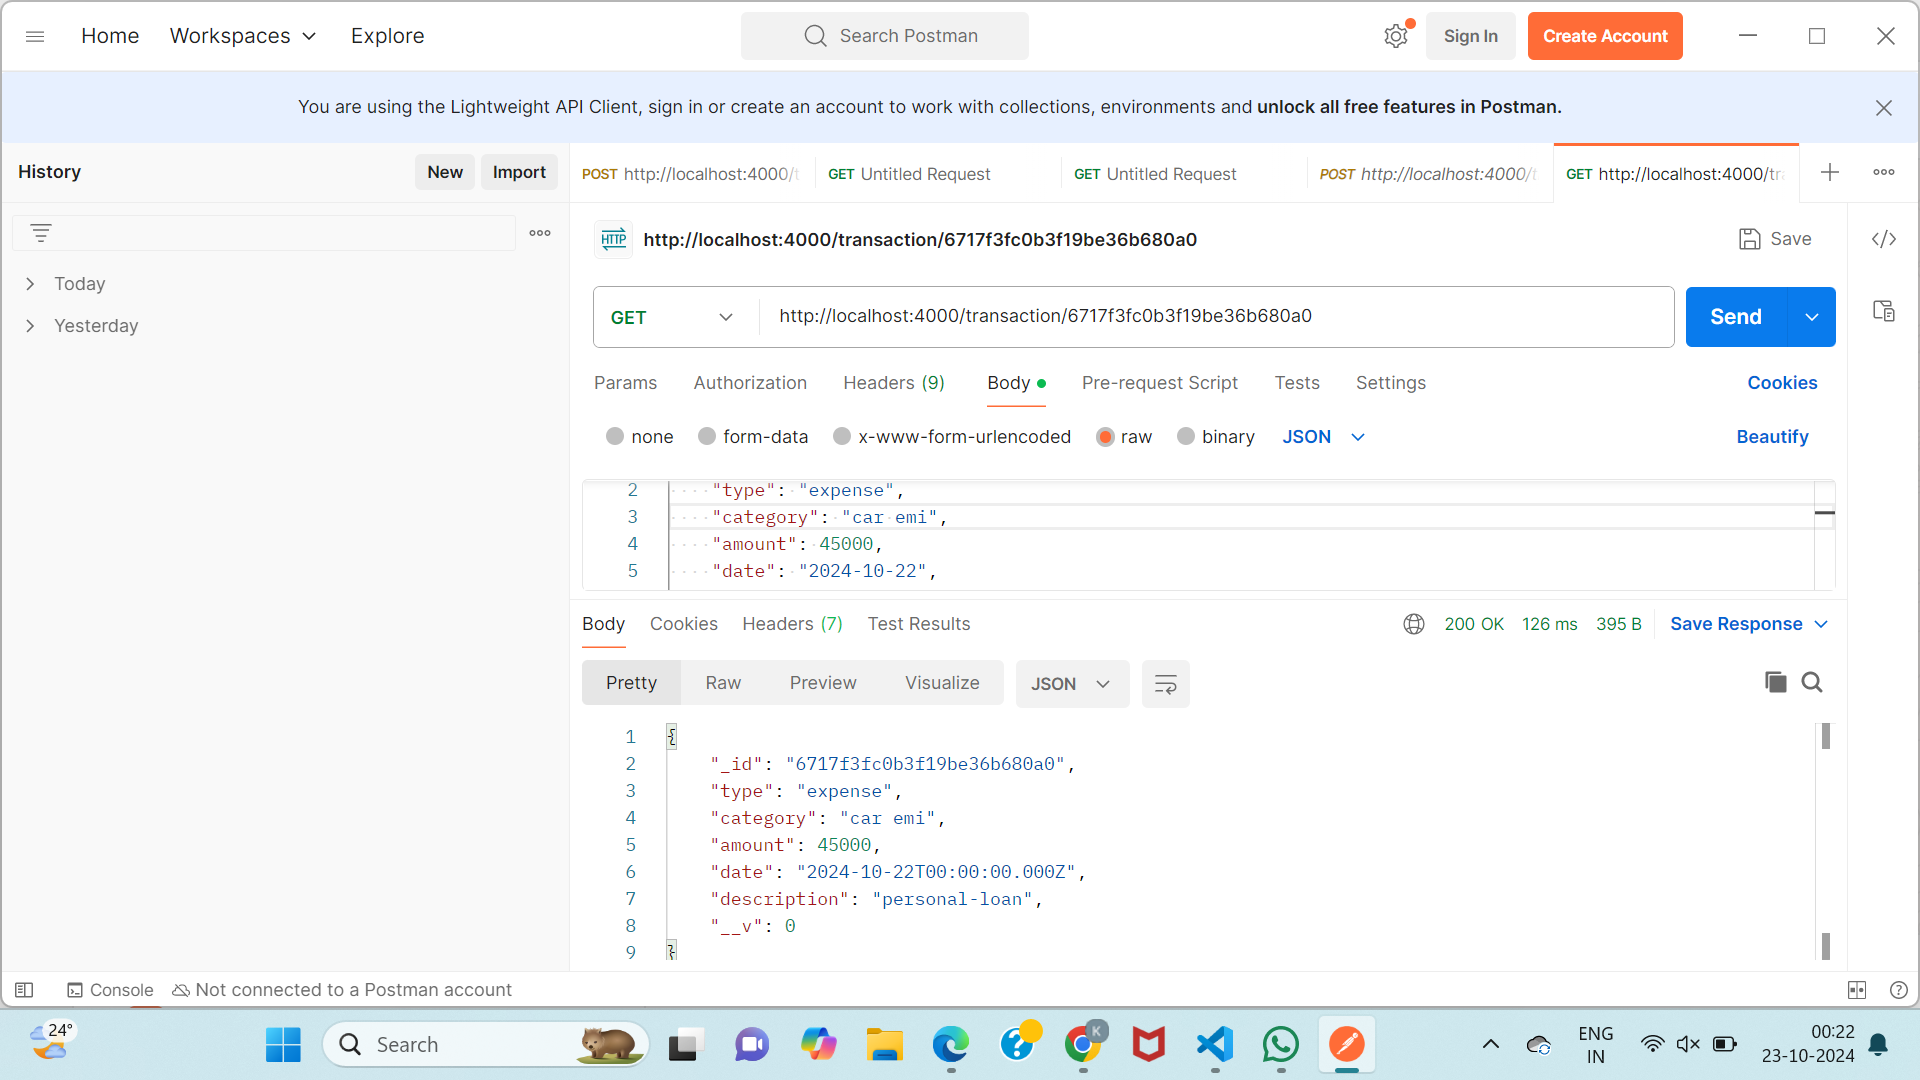 Home Workspaces Explore Search Postman Sign In Create Account
You are using the Lightweight API Client, sign in or create an account to work with collections, environments and unlock all free features in Postman.
History New Import POST http://localhost:4000/t GET Untitled Request GET Untitled Request POST http://localhost:4000/t GET http://localhost:4000/tra
HTTP http://localhost:4000/transaction/6717f3fc0b3f19be36b680a0 Save </>
Today
Yesterday
GET http://localhost:4000/transaction/6717f3fc0b3f19be36b680a0 Send
Params Authorization Headers (9) Body Pre-request Script Tests Settings Cookies
none form-data x-www-form-urlencoded raw binary JSON Beautify
2 "type": "expense",
3 "category": "car emi",
4 "amount": 45000,
5 "date": "2024-10-22",
Body Cookies Headers (7) Test Results 200 OK 126 ms 395 B Save Response
Pretty Raw Preview Visualize JSON
1 {
2 "_id": "6717f3fc0b3f19be36b680a0",
3 "type": "expense",
4 "category": "car emi",
5 "amount": 45000,
6 "date": "2024-10-22T00:00:00.000Z",
7 "description": "personal-loan",
8 "__v": 0
9 }
Console Not connected to a Postman account
24° Search K ENG IN 00:22 23-10-2024